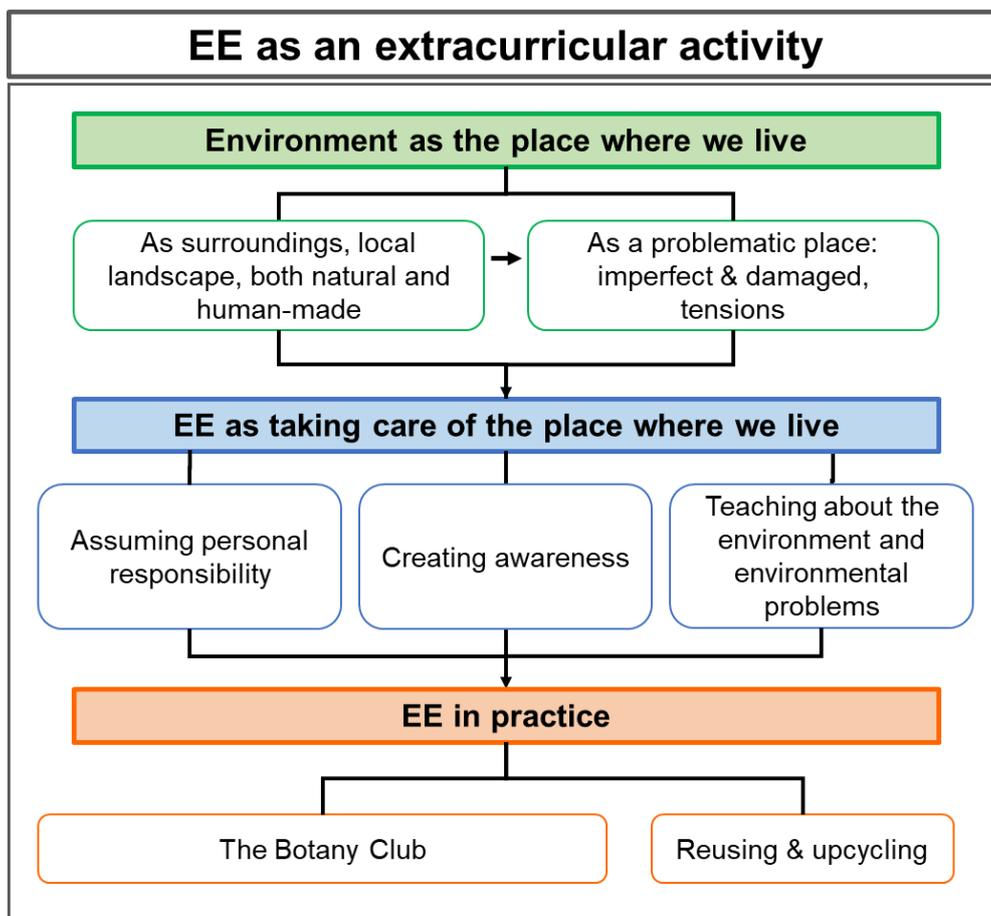 EE as an extracurricular activity
Environment as the place where we live
As surroundings, local
landscape, both natural and
human-made
As a problematic place:
imperfect & damaged,
tensions
EE as taking care of the place where we live
Assuming personal
responsibility
Creating awareness
Teaching about the
environment and
environmental
problems
EE in practice
The Botany Club
Reusing & upcycling